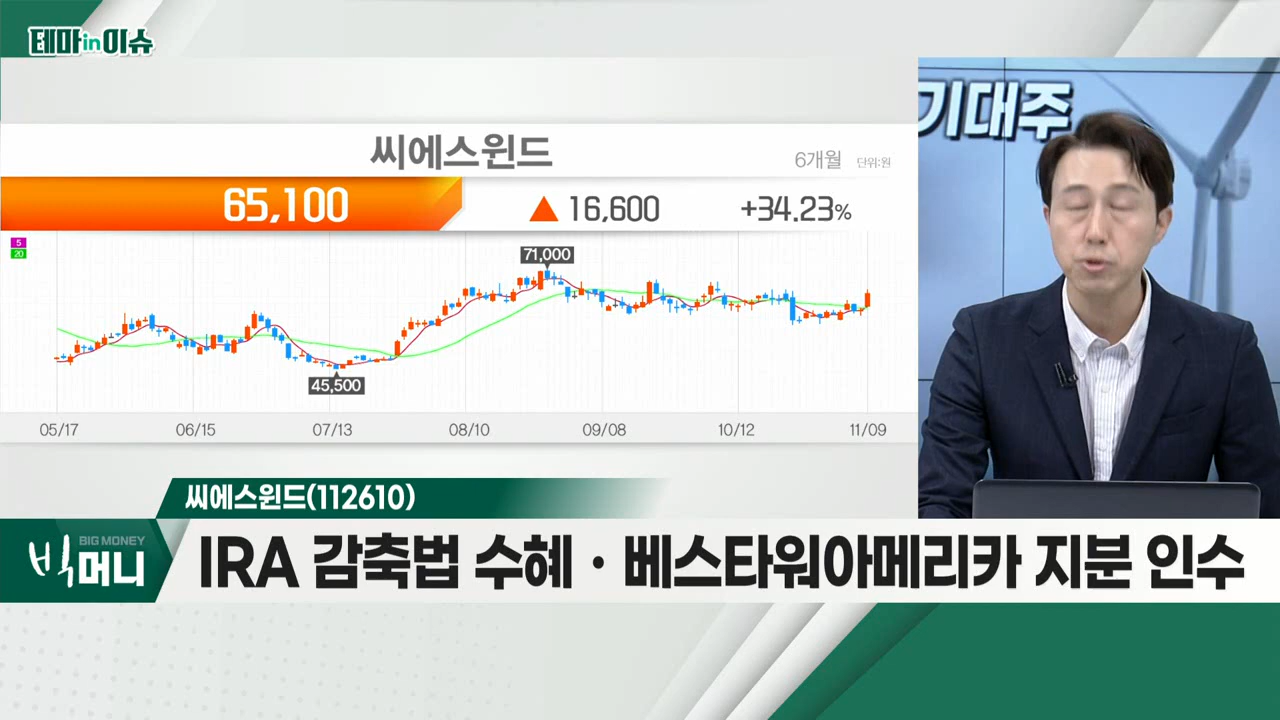 테마in이슈
기대주
씨에스윈드
6개월 단위:원
65,100 ▲ 16,600 +34.23%
5
20
71,000
45,500
05/17 06/15 07/13 08/10 09/08 10/12 11/09
씨에스윈드(112610)
BIG MONEY
빅머니
IRA 감축법 수혜·베스타워아메리카 지분 인수